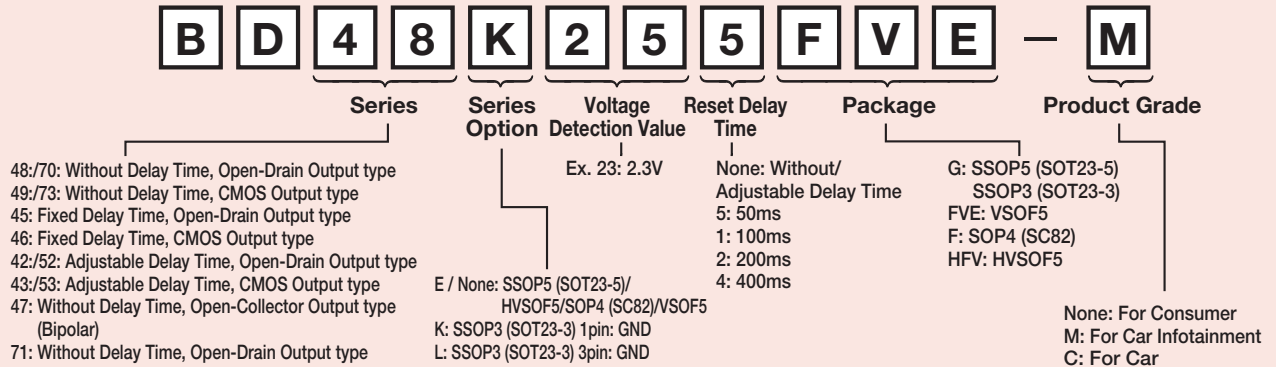 BD48K255FVE — M
Series
Series Option
Voltage Detection Value
Reset Delay Time
Package
Product Grade
48:/70: Without Delay Time, Open-Drain Output type
49:/73: Without Delay Time, CMOS Output type
45: Fixed Delay Time, Open-Drain Output type
46: Fixed Delay Time, CMOS Output type
42:/52: Adjustable Delay Time, Open-Drain Output type
43:/53: Adjustable Delay Time, CMOS Output type
47: Without Delay Time, Open-Collector Output type
(Bipolar)
71: Without Delay Time, Open-Drain Output type
E / None: SSOP5 (SOT23-5)/
HVSOF5/SOP4 (SC82)/VSOF5
K: SSOP3 (SOT23-3) 1pin: GND
L: SSOP3 (SOT23-3) 3pin: GND
Ex. 23: 2.3V
None: Without/
Adjustable Delay Time
5: 50ms
1: 100ms
2: 200ms
4: 400ms
G: SSOP5 (SOT23-5)
SSOP3 (SOT23-3)
FVE: VSOF5
F: SOP4 (SC82)
HFV: HVSOF5
None: For Consumer
M: For Car Infotainment
C: For Car